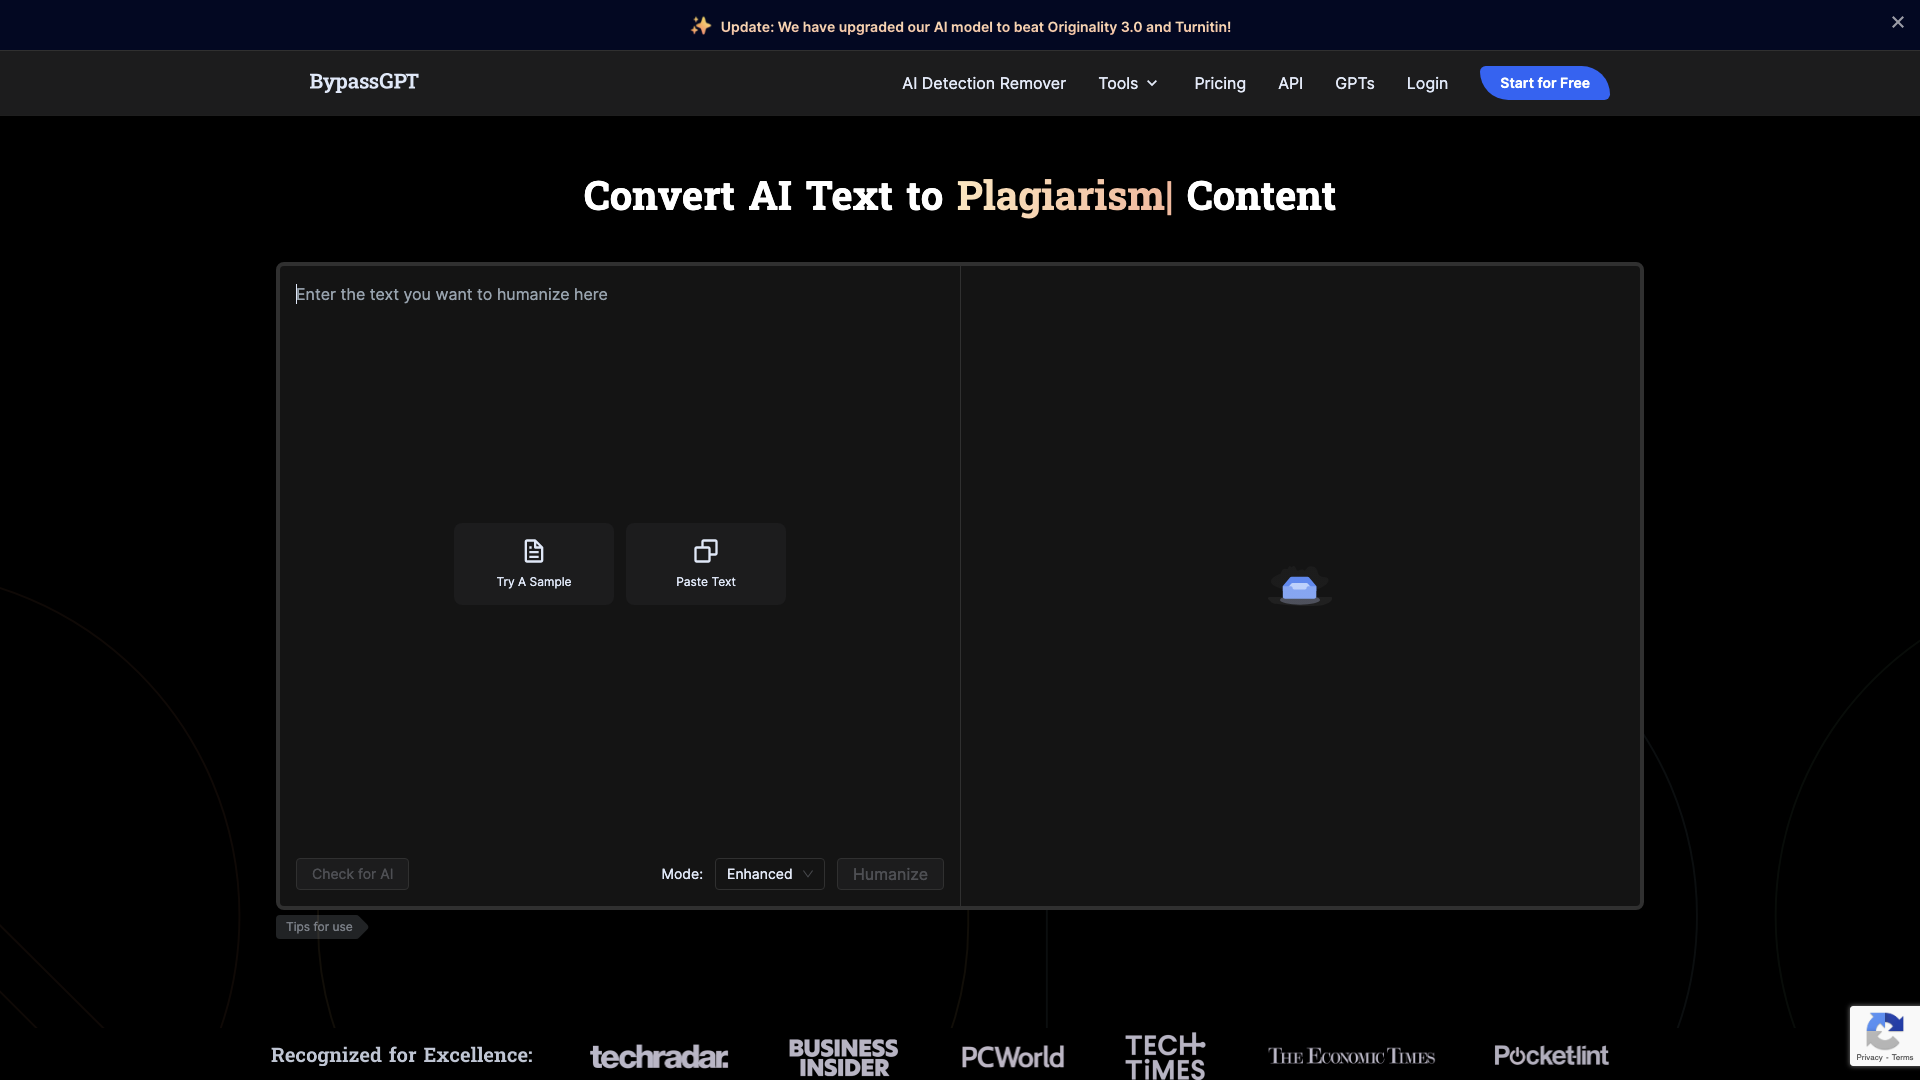 Update: We have upgraded our AI model to beat Originality 3.0 and Turnitin!
BypassGPT
AI Detection Remover
Tools
Pricing
API
GPTs
Login
Start for Free
Convert AI Text to Plagiarism| Content
Enter the text you want to humanize here
Try A Sample
Paste Text
Check for AI
Mode:
Enhanced
Humanize
Tips for use
Recognized for Excellence:
techradar.
BUSINESS
INSIDER
PCWorld
TECH
TiMES
THE ECONOMIC TIMES
Pocket-lint
Privacy - Terms